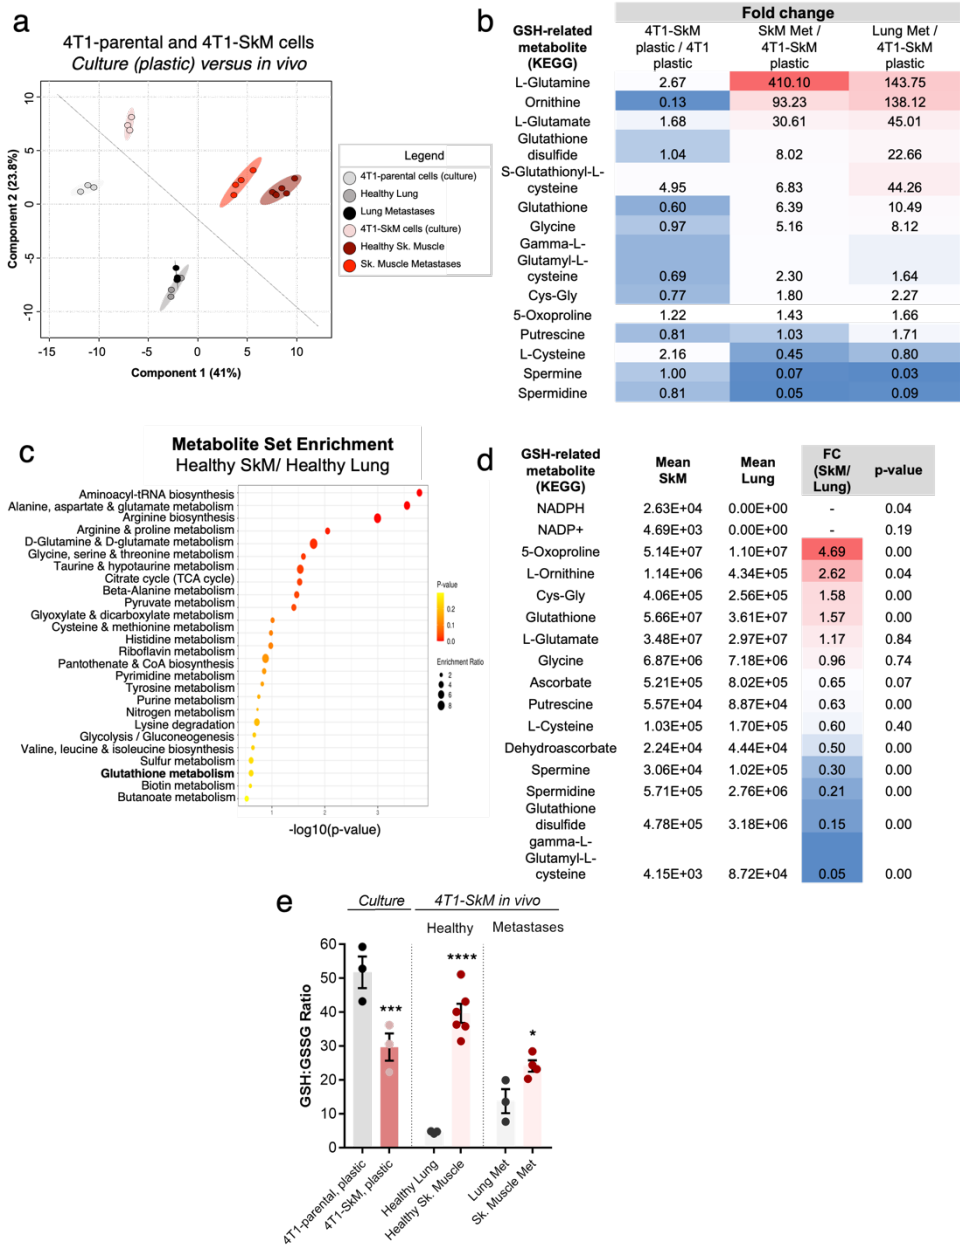 a
4T1-parental and 4T1-SkM cells
Culture (plastic) versus in vivo
Component 2 (23.8%)
10
5
0
-5
-10
-15 -10 -5 0 5 10
Component 1 (41%)
Legend
4T1-parental cells (culture)
Healthy Lung
Lung Metastases
4T1-SkM cells (culture)
Healthy Sk. Muscle
Sk. Muscle Metastases
b
Fold change
GSH-related metabolite (KEGG) 4T1-SkM plastic / 4T1 plastic SkM Met / 4T1-SkM plastic Lung Met / 4T1-SkM plastic
L-Glutamine 2.67 410.10 143.75
Ornithine 0.13 93.23 138.12
L-Glutamate 1.68 30.61 45.01
Glutathione disulfide 1.04 8.02 22.66
S-Glutathionyl-L-cysteine 4.95 6.83 44.26
Glutathione 0.60 6.39 10.49
Glycine 0.97 5.16 8.12
Gamma-L-Glutamyl-L-cysteine 0.69 2.30 1.64
Cys-Gly 0.77 1.80 2.27
5-Oxoproline 1.22 1.43 1.66
Putrescine 0.81 1.03 1.71
L-Cysteine 2.16 0.45 0.80
Spermine 1.00 0.07 0.03
Spermidine 0.81 0.05 0.09
c
Metabolite Set Enrichment
Healthy SkM/ Healthy Lung
Aminoacyl-tRNA biosynthesis
Alanine, aspartate & glutamate metabolism
Arginine biosynthesis
Arginine & proline metabolism
D-Glutamine & D-glutamate metabolism
Glycine, serine & threonine metabolism
Taurine & hypotaurine metabolism
Citrate cycle (TCA cycle)
Beta-Alanine metabolism
Pyruvate metabolism
Glyoxylate & dicarboxylate metabolism
Cysteine & methionine metabolism
Histidine metabolism
Riboflavin metabolism
Pantothenate & CoA biosynthesis
Pyrimidine metabolism
Tyrosine metabolism
Purine metabolism
Nitrogen metabolism
Lysine degradation
Glycolysis / Gluconeogenesis
Valine, leucine & isoleucine biosynthesis
Sulfur metabolism
Glutathione metabolism
Biotin metabolism
Butanoate metabolism
1 2 3
-log10(p-value)
P-value
0.2
0.1
0.0
Enrichment Ratio
2
4
6
8
d
GSH-related metabolite (KEGG) Mean SkM Mean Lung FC (SkM/ Lung) p-value
NADPH 2.63E+04 0.00E+00 - 0.04
NADP+ 4.69E+03 0.00E+00 - 0.19
5-Oxoproline 5.14E+07 1.10E+07 4.69 0.00
L-Ornithine 1.14E+06 4.34E+05 2.62 0.04
Cys-Gly 4.06E+05 2.56E+05 1.58 0.00
Glutathione 5.66E+07 3.61E+07 1.57 0.00
L-Glutamate 3.48E+07 2.97E+07 1.17 0.84
Glycine 6.87E+06 7.18E+06 0.96 0.74
Ascorbate 5.21E+05 8.02E+05 0.65 0.07
Putrescine 5.57E+04 8.87E+04 0.63 0.00
L-Cysteine 1.03E+05 1.70E+05 0.60 0.40
Dehydroascorbate 2.24E+04 4.44E+04 0.50 0.00
Spermine 3.06E+04 1.02E+05 0.30 0.00
Spermidine 5.71E+05 2.76E+06 0.21 0.00
Glutathione disulfide 4.78E+05 3.18E+06 0.15 0.00
gamma-L-Glutamyl-L-cysteine 4.15E+03 8.72E+04 0.05 0.00
e
Culture 4T1-SkM in vivo
Healthy Metastases
GSH:GSSG Ratio
60
50
40
30
20
10
0
*** **** *
4T1-parental, plastic
4T1-SkM, plastic
Healthy Lung
Healthy Sk. Muscle
Lung Met
Sk. Muscle Met